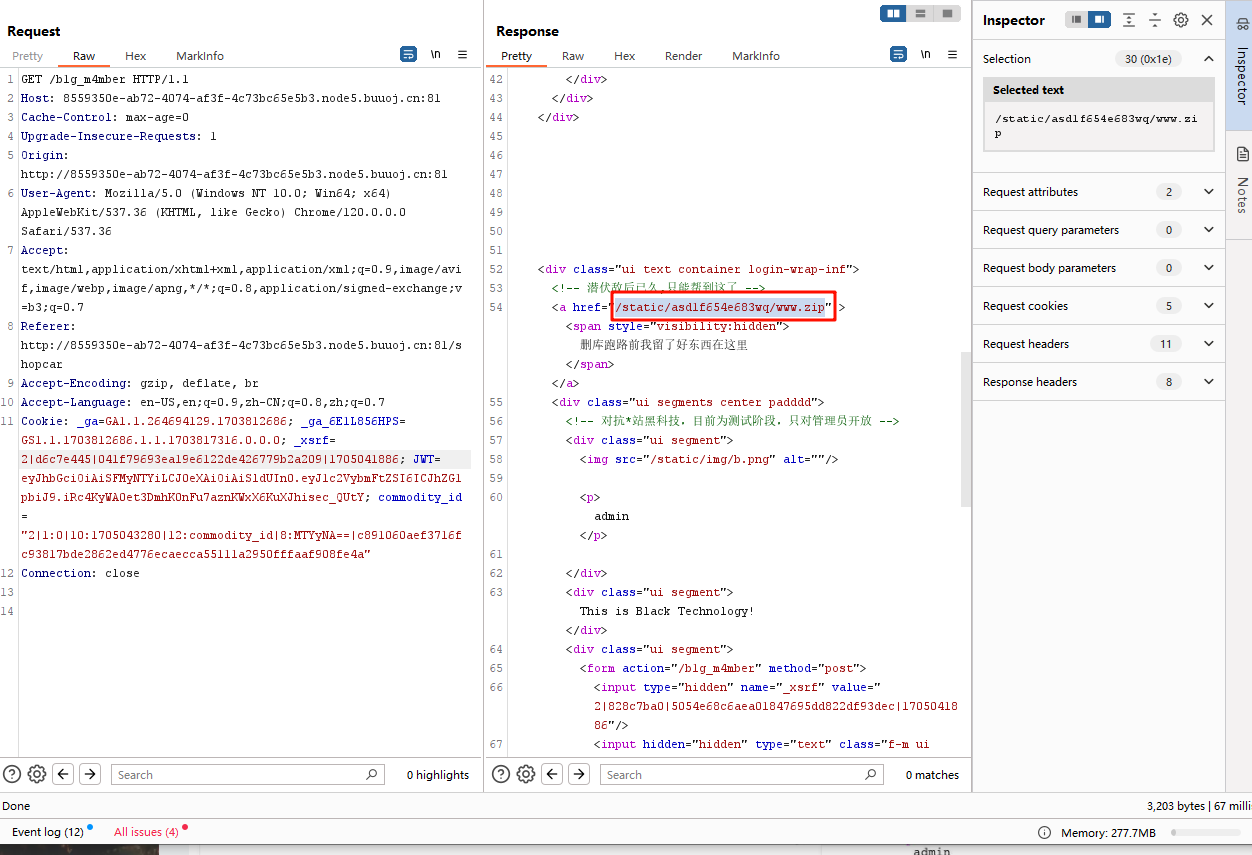 Request
Pretty Raw Hex MarkInfo \n
1 GET /b1g_m4mber HTTP/1.1
2 Host: 8559350e-ab72-4074-af3f-4c73bc65e5b3.node5.buuoj.cn:81
3 Cache-Control: max-age=0
4 Upgrade-Insecure-Requests: 1
5 Origin:
http://8559350e-ab72-4074-af3f-4c73bc65e5b3.node5.buuoj.cn:81
6 User-Agent: Mozilla/5.0 (Windows NT 10.0; Win64; x64)
AppleWebKit/537.36 (KHTML, like Gecko) Chrome/120.0.0.0
Safari/537.36
7 Accept:
text/html,application/xhtml+xml,application/xml;q=0.9,image/avi
f,image/webp,image/apng,*/*;q=0.8,application/signed-exchange;v
=b3;q=0.7
8 Referer:
http://8559350e-ab72-4074-af3f-4c73bc65e5b3.node5.buuoj.cn:81/s
hopcar
9 Accept-Encoding: gzip, deflate, br
10 Accept-Language: en-US,en;q=0.9,zh-CN;q=0.8,zh;q=0.7
11 Cookie: _ga=GA1.1.264694129.1703812686; _ga_6E1L856HPS=
GS1.1.1703812686.1.1.1703817316.0.0.0; _xsrf=
2|d6c7e445|041f79693ea19e6122de426779b2a209|1705041886; JWT=
eyJhbGciOiAiSFMyNTYiLCJ0eXAiOiAiSldUIn0.eyJ1c2VybmFtZSI6ICJhZG1
pbiJ9.iRc4KyWA0et3DmhK0nFu7aznKWxX6KuXJhisec_QUtY; commodity_id
=
"2|1:0|10:1705043280|12:commodity_id|8:MTYyNA==|c891060aef3716f
c93817bde2862ed4776ecaecca55111a2950fffaaf908fe4a"
12 Connection: close
13
14
Search
0 highlights
Response
Pretty Raw Hex Render MarkInfo \n
42 </div>
43 </div>
44 </div>
45
46
47
48
49
50
51
52 <div class="ui text container login-wrap-inf">
53 <!-- 潜伏敌后已久,只能帮到这了 -->
54 <a href="/static/asd1f654e683wq/www.zip" >
<span style="visibility:hidden">
删库跑路前我留了好东西在这里
</span>
</a>
55 <div class="ui segments center padddd">
56 <!-- 对抗*站黑科技，目前为测试阶段，只对管理员开放 -->
57 <div class="ui segment">
58 <img src="/static/img/b.png" alt=""/>
59
60 <p>
admin
</p>
61
62 </div>
63 <div class="ui segment">
This is Black Technology!
</div>
64 <div class="ui segment">
65 <form action="/b1g_m4mber" method="post">
66 <input type="hidden" name="_xsrf" value="
2|828c7ba0|5054e68c6aea01847695dd822df93dec|17050418
86"/>
67 <input hidden="hidden" type="text" class="f-m ui
Search
0 matches
Inspector
Selection 30 (0x1e)
Selected text
/static/asd1f654e683wq/www.zi
p
Request attributes 2
Request query parameters 0
Request body parameters 0
Request cookies 5
Request headers 11
Response headers 8
Inspector
Notes
Done
3,203 bytes | 67 milli
Event log (12) All issues (4)
Memory: 277.7MB
admin